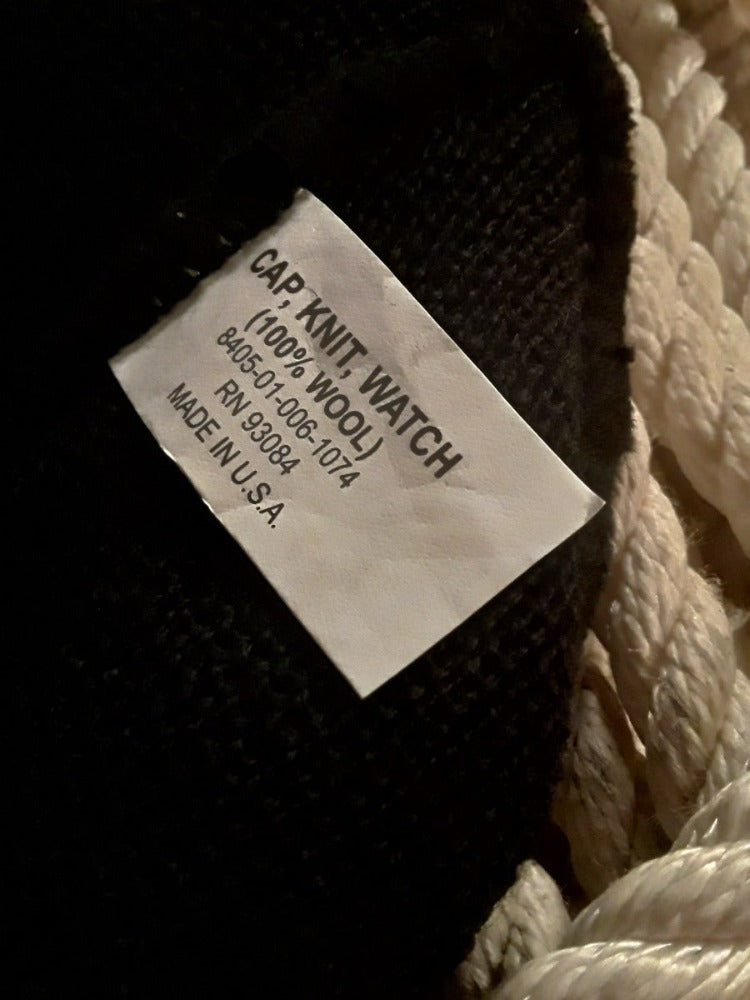 CAP, KNIT, WATCH
(100% WOOL)
8405-01-006-1074
RN 93084
MADE IN U.S.A.